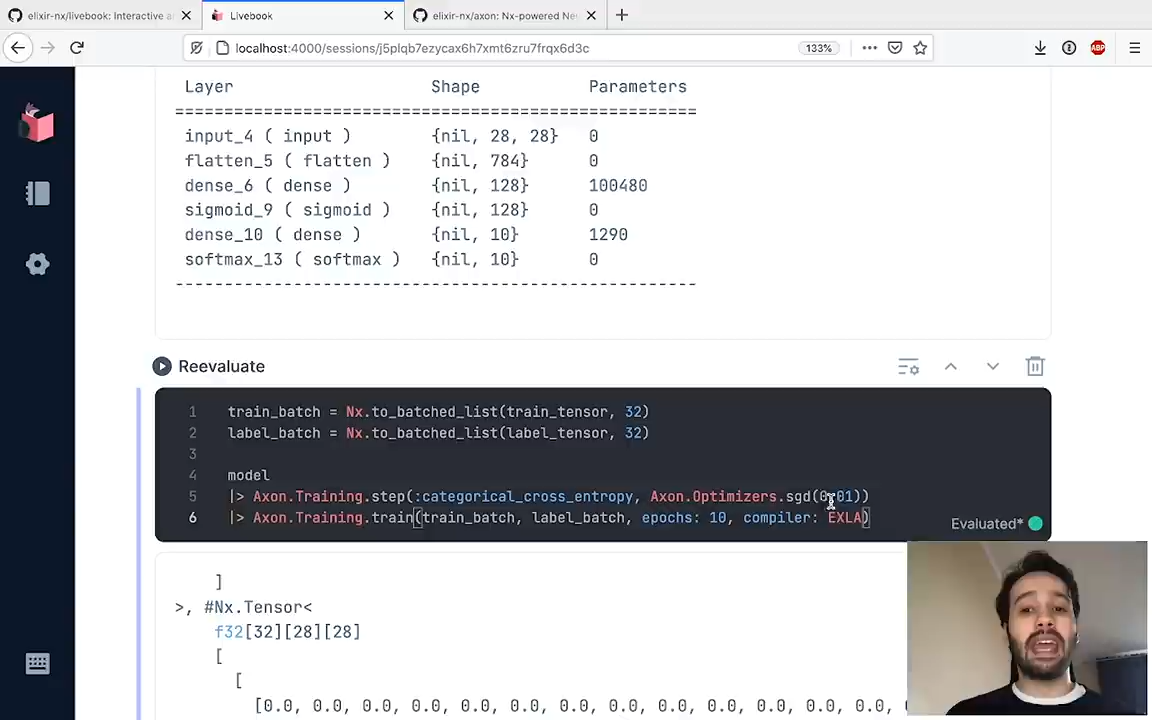 elixir-nx/livebook: Interactive a
Livebook
elixir-nx/axon: Nx-powered Ne
localhost:4000/sessions/j5plqb7ezycax6h7xmt6zru7frqx6d3c
133%
ABP
Layer Shape Parameters
=====================================================
input_4 ( input ) {nil, 28, 28} 0
flatten_5 ( flatten ) {nil, 784} 0
dense_6 ( dense ) {nil, 128} 100480
sigmoid_9 ( sigmoid ) {nil, 128} 0
dense_10 ( dense ) {nil, 10} 1290
softmax_13 ( softmax ) {nil, 10} 0
-----------------------------------------------------
Reevaluate
1 train_batch = Nx.to_batched_list(train_tensor, 32)
2 label_batch = Nx.to_batched_list(label_tensor, 32)
3
4 model
5 |> Axon.Training.step(:categorical_cross_entropy, Axon.Optimizers.sgd(0.01))
6 |> Axon.Training.train(train_batch, label_batch, epochs: 10, compiler: EXLA)
Evaluated*
]
>, #Nx.Tensor<
f32[32][28][28]
[
[
[0.0, 0.0, 0.0, 0.0, 0.0, 0.0, 0.0, 0.0, 0.0, 0.0, 0.0, 0.0, 0.0,